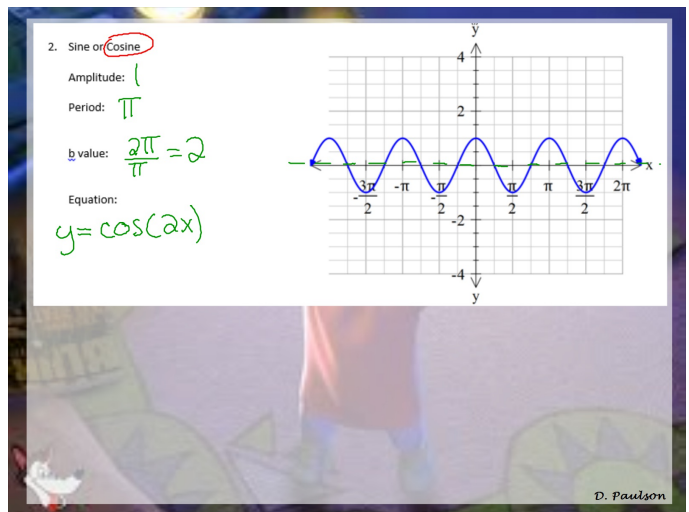 2. Sine or Cosine
Amplitude: 1
Period: π
b value: 2π/π = 2
Equation:
y = cos(2x)
y
4
2
x
-3π/2 -π -π/2 π/2 π 3π/2 2π
-2
-4
y
D. Paulson